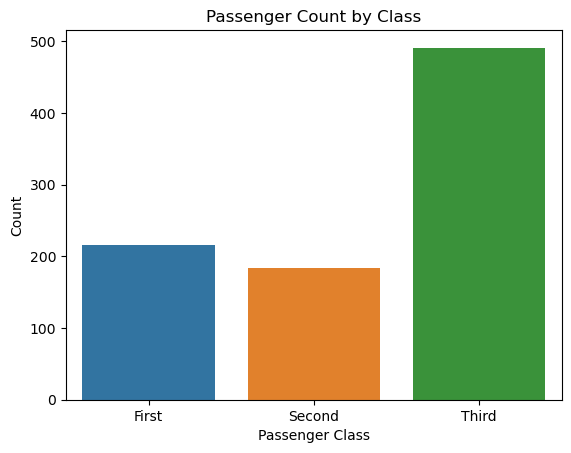 Passenger Count by Class
500
400
300
200
100
0
Count
First Second Third
Passenger Class